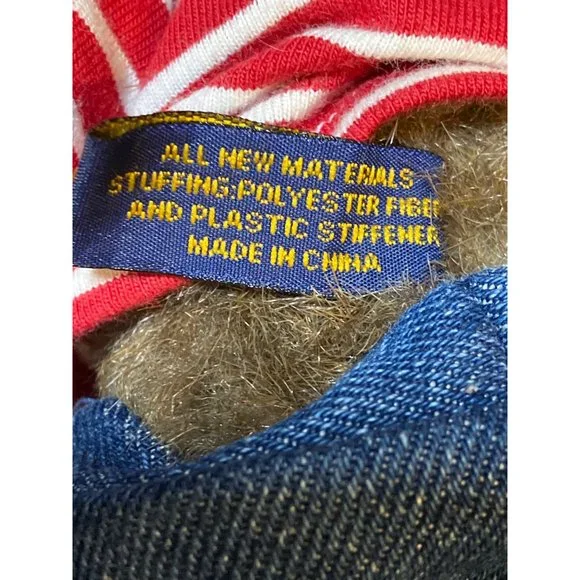 ALL NEW MATERIALS
STUFFING:POLYESTER FIBER
AND PLASTIC STIFFENER
MADE IN CHINA